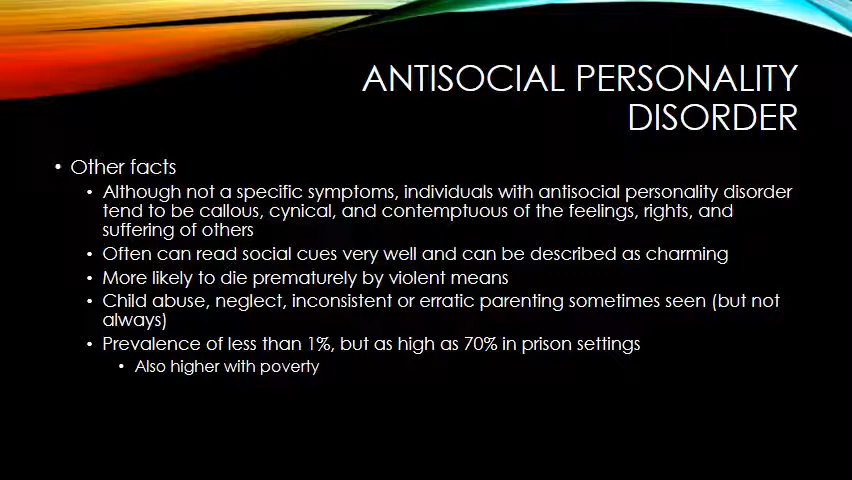 ANTISOCIAL PERSONALITY
DISORDER
• Other facts
• Although not a specific symptoms, individuals with antisocial personality disorder
tend to be callous, cynical, and contemptuous of the feelings, rights, and
suffering of others
• Often can read social cues very well and can be described as charming
• More likely to die prematurely by violent means
• Child abuse, neglect, inconsistent or erratic parenting sometimes seen (but not
always)
• Prevalence of less than 1%, but as high as 70% in prison settings
• Also higher with poverty